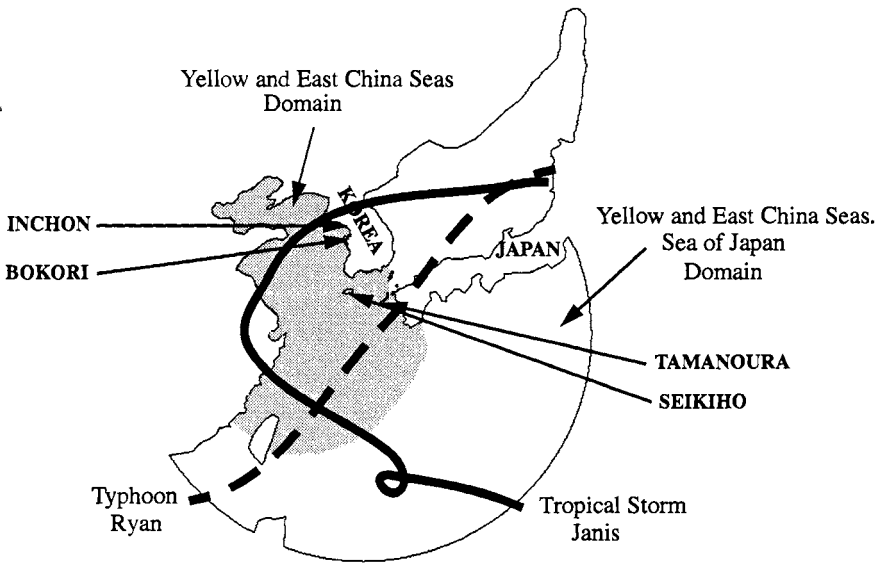 Yellow and East China Seas
Domain
INCHON
BOKORI
KOREA
JAPAN
Yellow and East China Seas.
Sea of Japan
Domain
TAMANOURA
SEIKIHO
Typhoon
Ryan
Tropical Storm
Janis